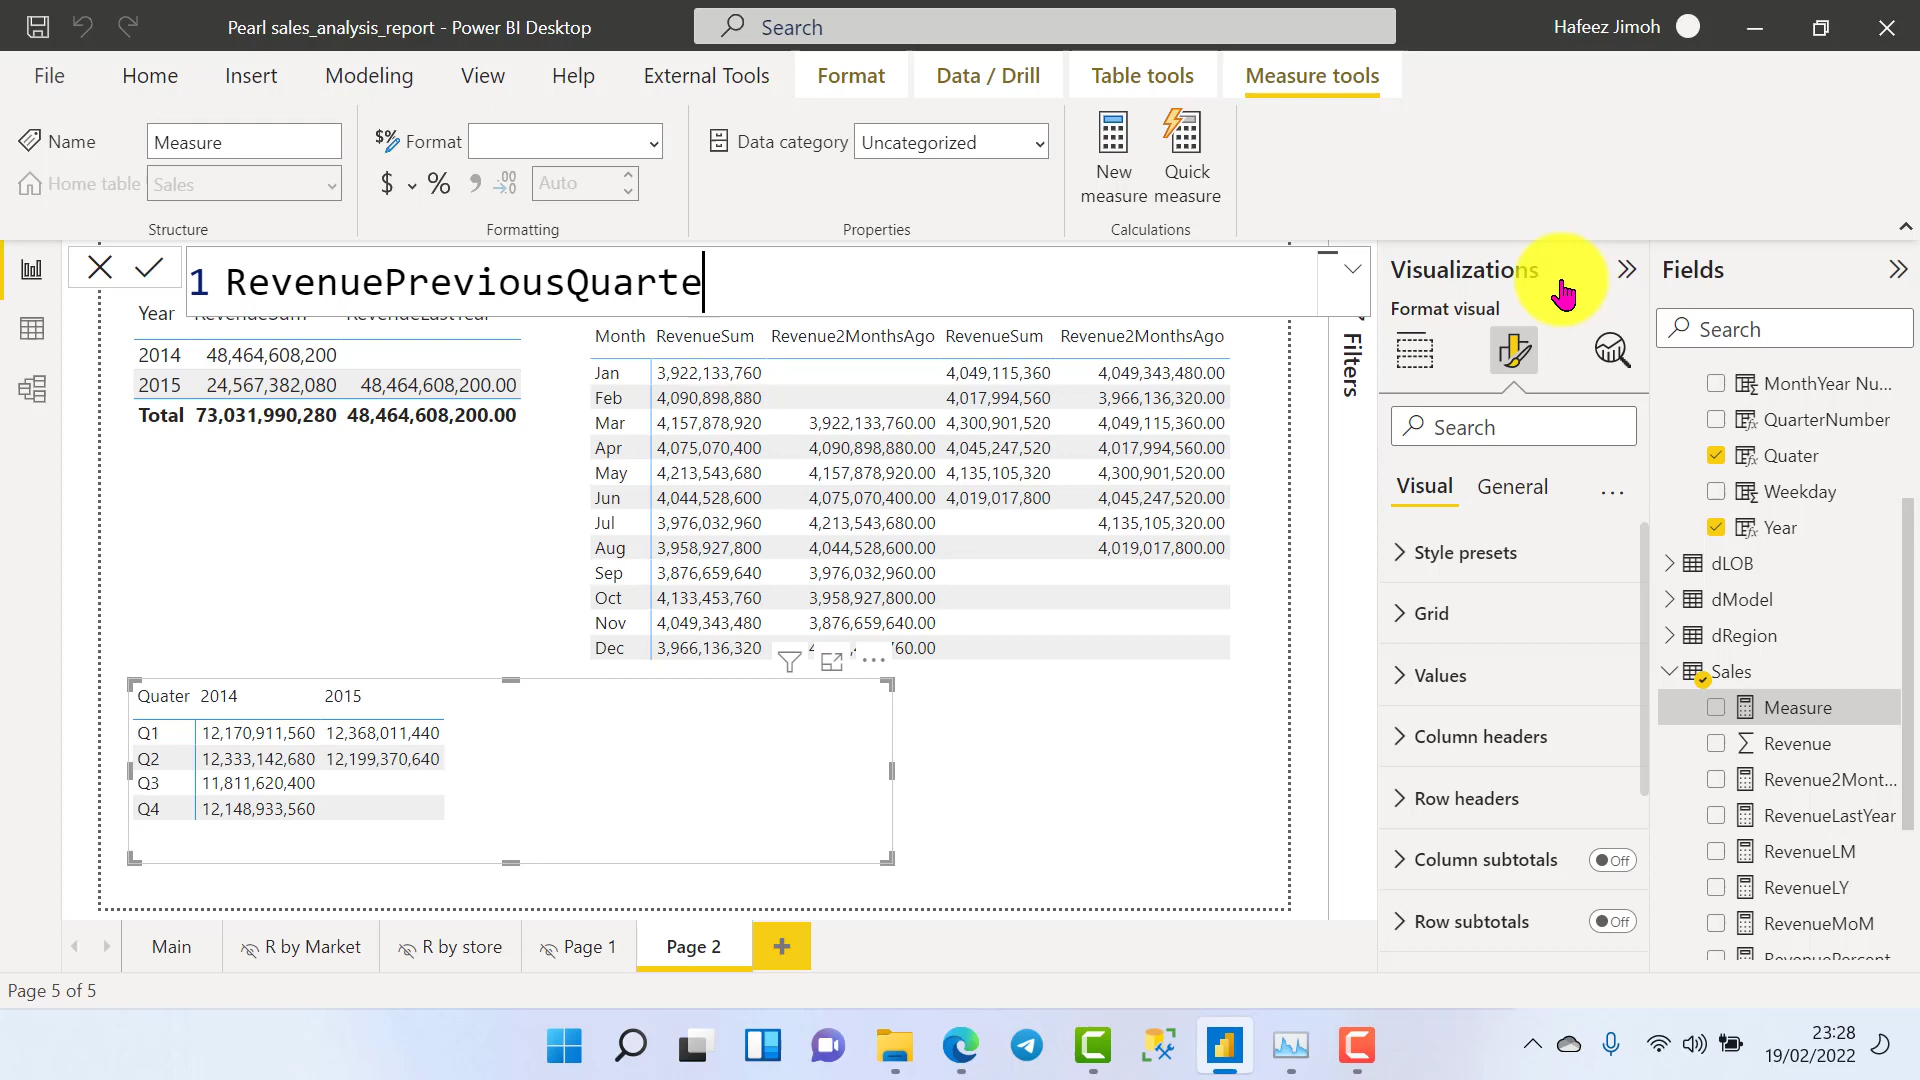 Pearl sales_analysis_report - Power BI Desktop
Search
Hafeez Jimoh
File Home Insert Modeling View Help External Tools Format Data / Drill Table tools Measure tools
Name Measure
Home table Sales
Structure
Format
$ % Auto
Formatting
Data category Uncategorized
Properties
New measure
Quick measure
Calculations
1 RevenuePreviousQuarte
Year
2014 48,464,608,200
2015 24,567,382,080 48,464,608,200.00
Total 73,031,990,280 48,464,608,200.00
Month RevenueSum Revenue2MonthsAgo RevenueSum Revenue2MonthsAgo
Jan 3,922,133,760 4,049,115,360 4,049,343,480.00
Feb 4,090,898,880 4,017,994,560 3,966,136,320.00
Mar 4,157,878,920 3,922,133,760.00 4,300,901,520 4,049,115,360.00
Apr 4,075,070,400 4,090,898,880.00 4,045,247,520 4,017,994,560.00
May 4,213,543,680 4,157,878,920.00 4,135,105,320 4,300,901,520.00
Jun 4,044,528,600 4,075,070,400.00 4,019,017,800 4,045,247,520.00
Jul 3,976,032,960 4,213,543,680.00 4,135,105,320.00
Aug 3,958,927,800 4,044,528,600.00 4,019,017,800.00
Sep 3,876,659,640 3,976,032,960.00
Oct 4,133,453,760 3,958,927,800.00
Nov 4,049,343,480 3,876,659,640.00
Dec 3,966,136,320
Quater 2014 2015
Q1 12,170,911,560 12,368,011,440
Q2 12,333,142,680 12,199,370,640
Q3 11,811,620,400
Q4 12,148,933,560
Filters
Visualizations
Format visual
Search
Visual General ...
Style presets
Grid
Values
Column headers
Row headers
Column subtotals Off
Row subtotals Off
Fields
Search
MonthYear Nu...
QuarterNumber
Quater
Weekday
Year
dLOB
dModel
dRegion
Sales
Measure
Revenue
Revenue2Mont...
RevenueLastYear
RevenueLM
RevenueLY
RevenueMoM
Main R by Market R by store Page 1 Page 2
Page 5 of 5
23:28
19/02/2022